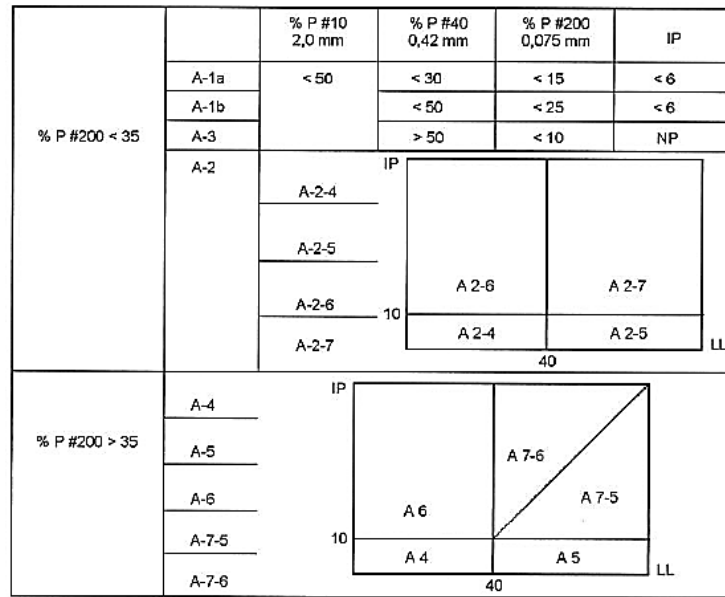 % P #10 % P #40 % P #200 IP
2,0 mm 0,42 mm 0,075 mm
A-1a < 50 < 30 < 15 < 6
A-1b < 50 < 25 < 6
% P #200 < 35 A-3 > 50 < 10 NP
A-2 IP
A-2-4
A-2-5
A 2-6 A 2-7
A-2-6
10
A 2-4 A 2-5
A-2-7 LL
40
IP
A-4
% P #200 > 35 A-5 A 7-6
A-6 A 6 A 7-5
A-7-5 10
A 4 A 5
A-7-6 LL
40